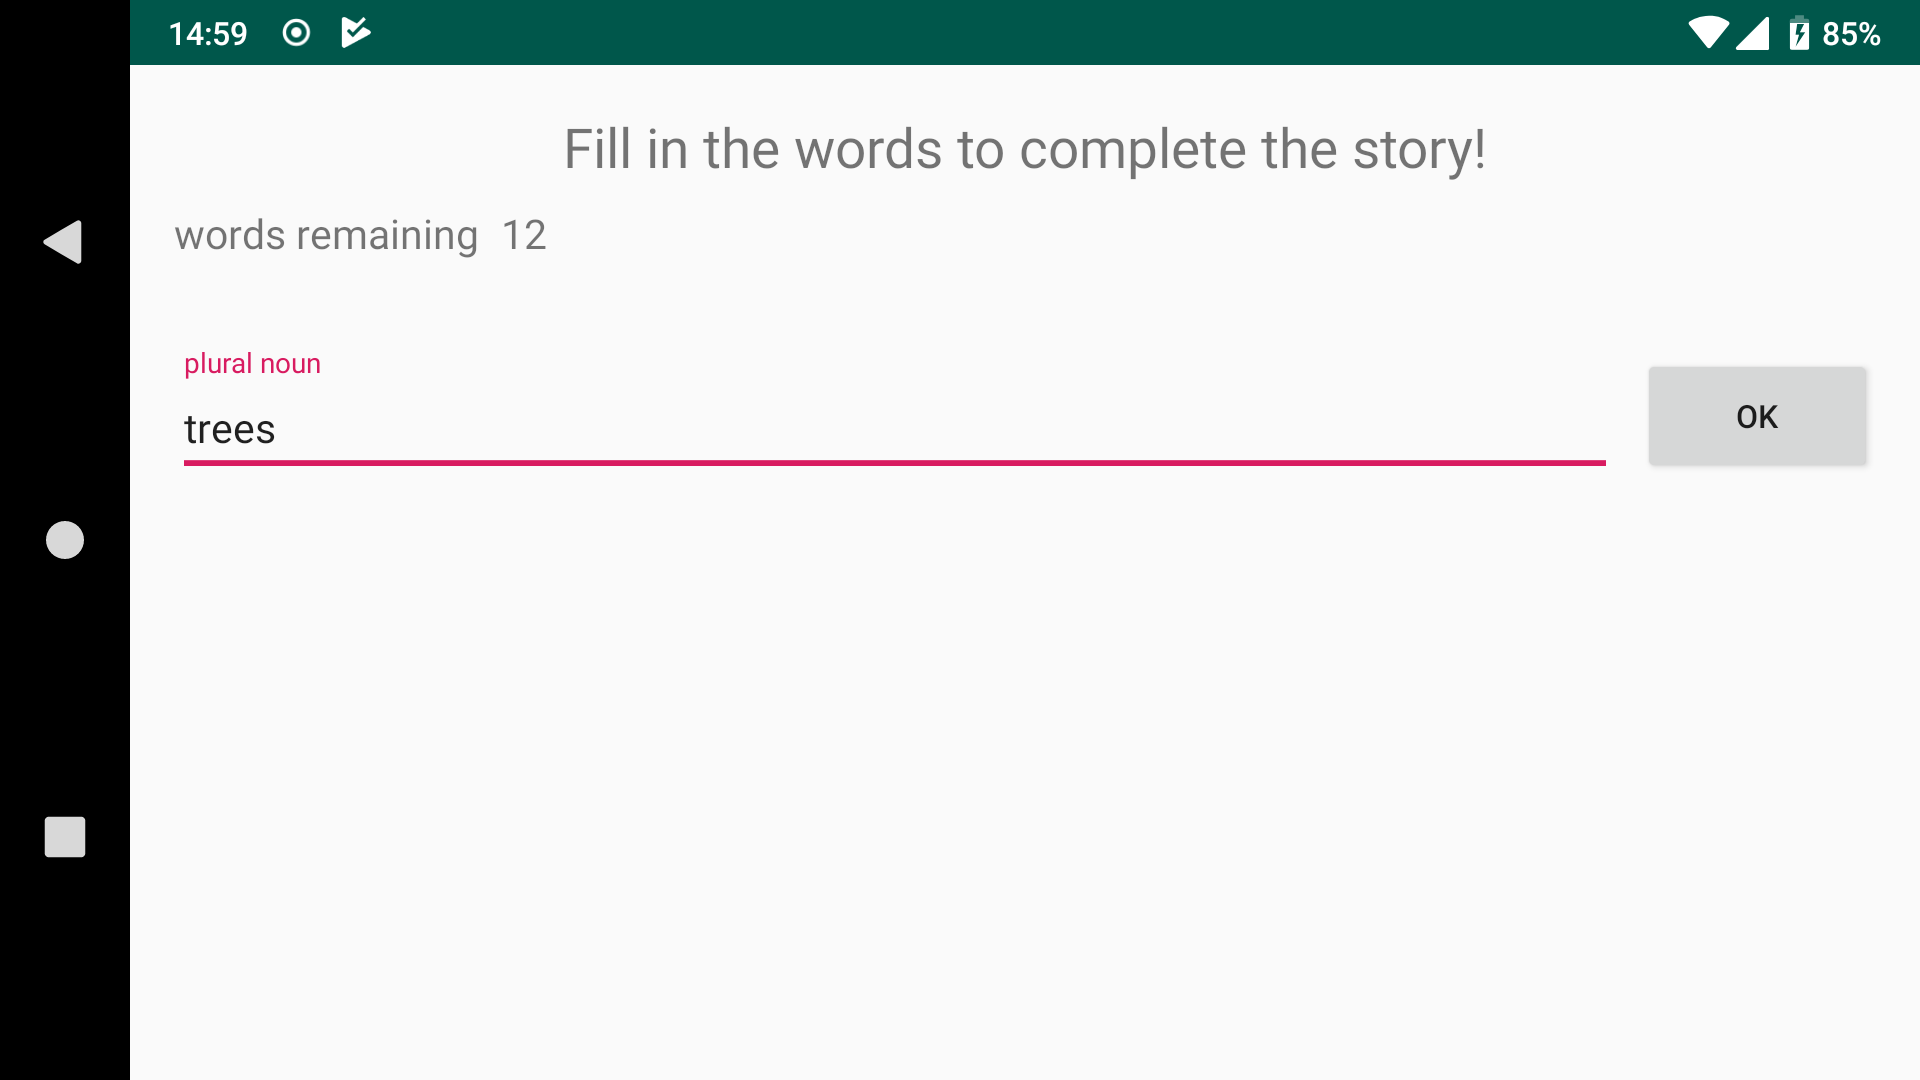 14:59
85%
Fill in the words to complete the story!
words remaining 12
plural noun
trees
OK